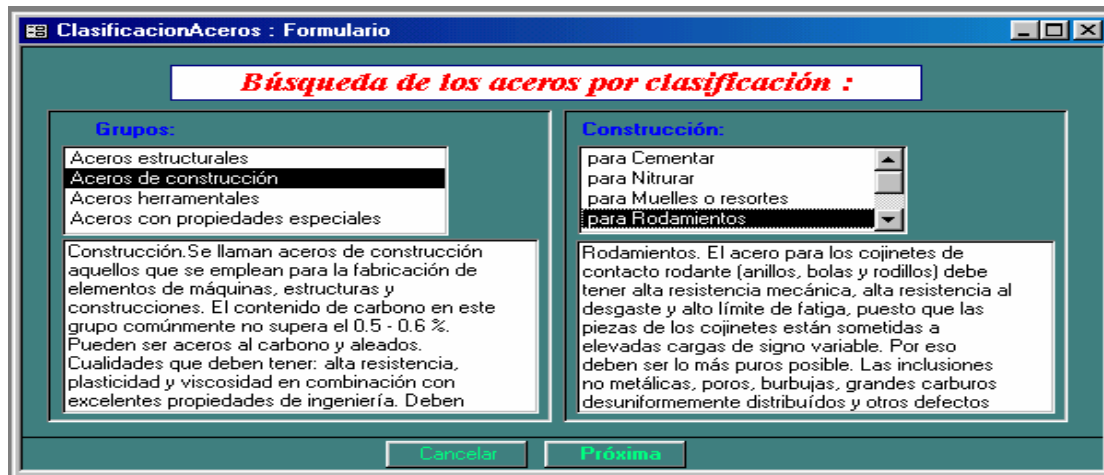 ClasificacionAceros : Formulario
Búsqueda de los aceros por clasificación :
Grupos:
Aceros estructurales
Aceros de construcción
Aceros herramentales
Aceros con propiedades especiales
Construcción.Se llaman aceros de construcción
aquellos que se emplean para la fabricación de
elementos de máquinas, estructuras y
construcciones. El contenido de carbono en este
grupo comúnmente no supera el 0.5 - 0.6 %.
Pueden ser aceros al carbono y aleados.
Cualidades que deben tener: alta resistencia,
plasticidad y viscosidad en combinación con
excelentes propiedades de ingeniería. Deben
Construcción:
para Cementar
para Nitrurar
para Muelles o resortes
para Rodamientos
Rodamientos. El acero para los cojinetes de
contacto rodante (anillos, bolas y rodillos) debe
tener alta resistencia mecánica, alta resistencia al
desgaste y alto límite de fatiga, puesto que las
piezas de los cojinetes están sometidas a
elevadas cargas de signo variable. Por eso
deben ser lo más puros posible. Las inclusiones
no metálicas, poros, burbujas, grandes carburos
desuniformemente distribuídos y otros defectos
Cancelar
Próxima